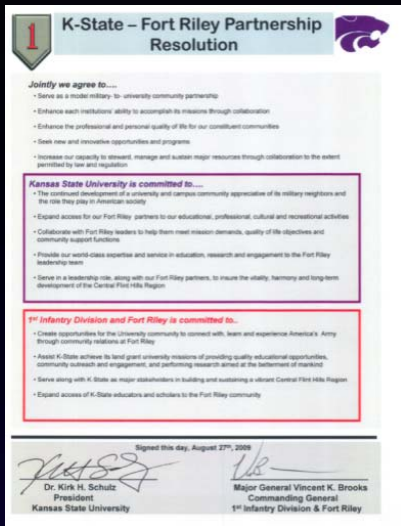 1
K-State – Fort Riley Partnership
Resolution
Jointly we agree to....
• Serve as a model military- to- university community partnership
• Enhance each institutions' ability to accomplish its missions through collaboration
• Enhance the professional and personal quality of life for our constituent communities
• Seek new and innovative opportunities and programs
• Increase our capacity to steward, manage and sustain major resources through collaboration to the extent
permitted by law and regulation
Kansas State University is committed to....
• The continued development of a university and campus community appreciative of its military neighbors and
the role they play in American society
• Expand access for our Fort Riley partners to our educational, professional, cultural and recreational activities
• Collaborate with Fort Riley leaders to help them meet mission demands, quality of life objectives and
community support functions
• Provide our world-class expertise and service in education, research and engagement to the Fort Riley
leadership team
• Serve in a leadership role, along with our Fort Riley partners, to insure the vitality, harmony and long-term
development of the Central Flint Hills Region
1st Infantry Division and Fort Riley is committed to..
• Create opportunities for the University community to connect with, learn and experience America's Army
through community relations at Fort Riley
• Assist K-State achieve its land grant university missions of providing quality educational opportunities,
community outreach and engagement, and performing research aimed at the betterment of mankind
• Serve along with K-State as major stakeholders in building and sustaining a vibrant Central Flint Hills Region
• Expand access of K-State educators and scholars to the Fort Riley community
Signed this day, August 27th, 2009
Dr. Kirk H. Schulz
President
Kansas State University
Major General Vincent K. Brooks
Commanding General
1st Infantry Division & Fort Riley